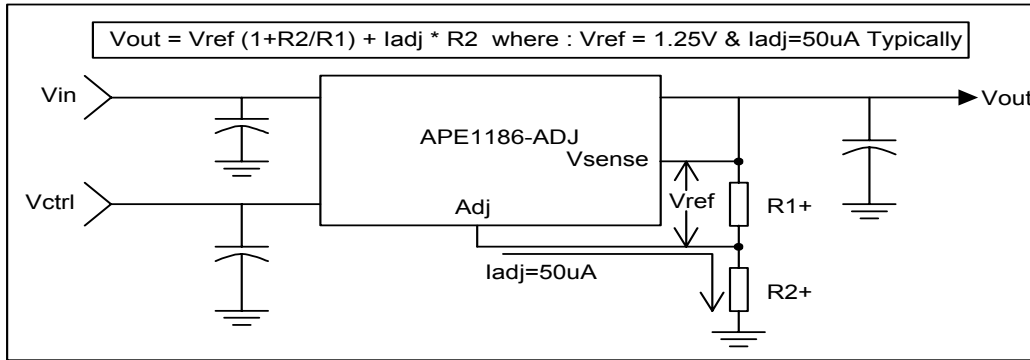 Vout = Vref (1+R2/R1) + Iadj * R2 where : Vref = 1.25V & Iadj=50uA Typically
Vin
Vout
APE1186-ADJ
Vsense
Vctrl
Adj
Vref
R1+
Iadj=50uA
R2+